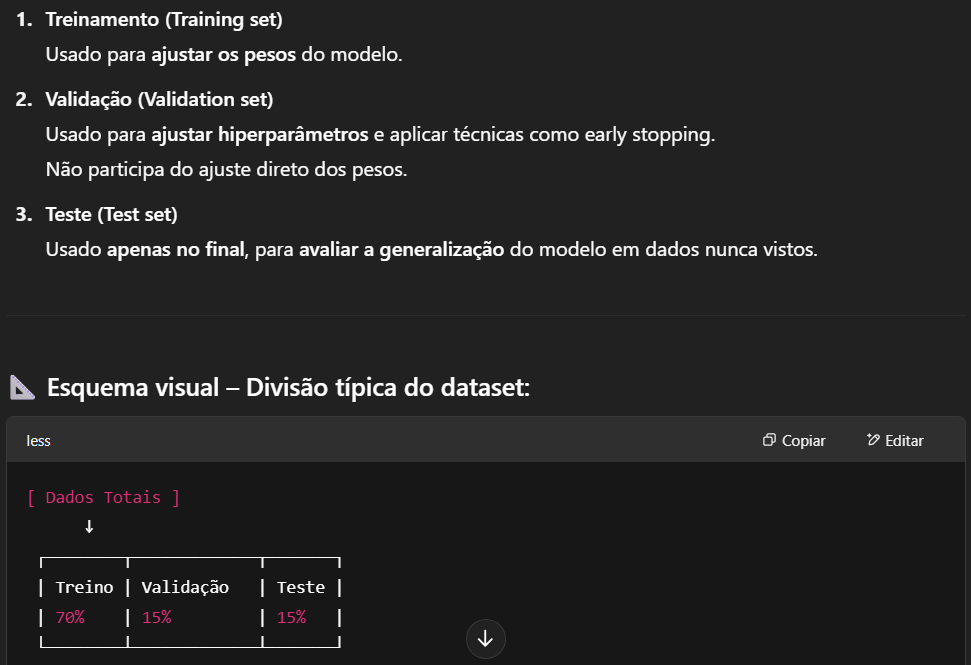 1. Treinamento (Training set)
Usado para ajustar os pesos do modelo.
2. Validação (Validation set)
Usado para ajustar hiperparâmetros e aplicar técnicas como early stopping.
Não participa do ajuste direto dos pesos.
3. Teste (Test set)
Usado apenas no final, para avaliar a generalização do modelo em dados nunca vistos.
Esquema visual – Divisão típica do dataset:
less Copiar Editar
[ Dados Totais ]
↓
| Treino | Validação | Teste |
| 70% | 15% | 15% |